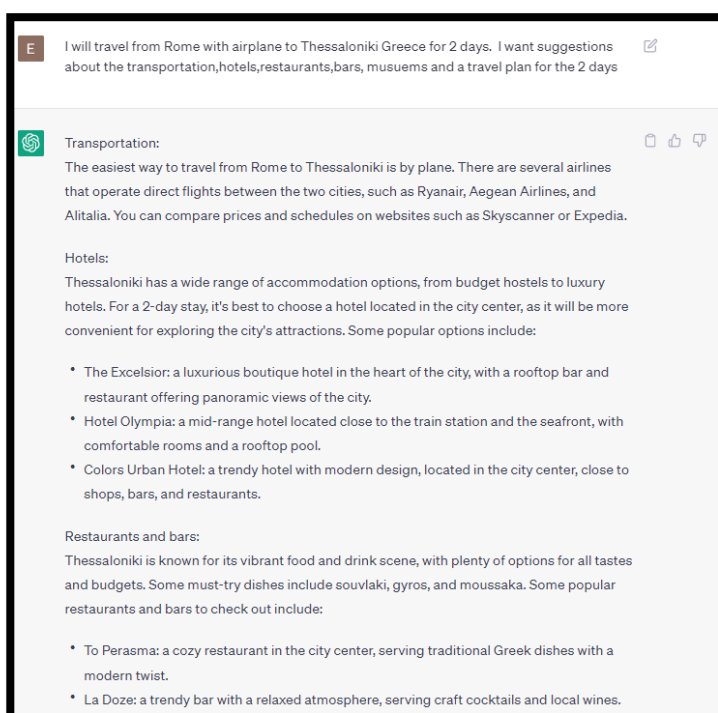 E
I will travel from Rome with airplane to Thessaloniki Greece for 2 days.  I want suggestions
about the transportation,hotels,restaurants,bars, musuems and a travel plan for the 2 days
Transportation:
The easiest way to travel from Rome to Thessaloniki is by plane. There are several airlines
that operate direct flights between the two cities, such as Ryanair, Aegean Airlines, and
Alitalia. You can compare prices and schedules on websites such as Skyscanner or Expedia.
Hotels:
Thessaloniki has a wide range of accommodation options, from budget hostels to luxury
hotels. For a 2-day stay, it's best to choose a hotel located in the city center, as it will be more
convenient for exploring the city's attractions. Some popular options include:
• The Excelsior: a luxurious boutique hotel in the heart of the city, with a rooftop bar and
restaurant offering panoramic views of the city.
• Hotel Olympia: a mid-range hotel located close to the train station and the seafront, with
comfortable rooms and a rooftop pool.
• Colors Urban Hotel: a trendy hotel with modern design, located in the city center, close to
shops, bars, and restaurants.
Restaurants and bars:
Thessaloniki is known for its vibrant food and drink scene, with plenty of options for all tastes
and budgets. Some must-try dishes include souvlaki, gyros, and moussaka. Some popular
restaurants and bars to check out include:
• To Perasma: a cozy restaurant in the city center, serving traditional Greek dishes with a
modern twist.
• La Doze: a trendy bar with a relaxed atmosphere, serving craft cocktails and local wines.